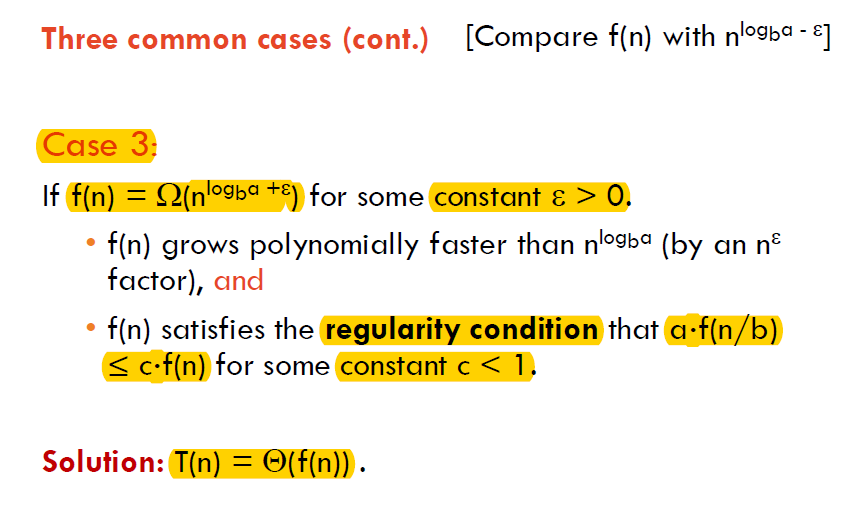 Three common cases (cont.) [Compare f(n) with n^{log_b a - ε}]
Case 3:
If f(n) = Ω(n^{log_b a +ε}) for some constant ε > 0.
• f(n) grows polynomially faster than n^{log_b a} (by an n^ε
factor), and
• f(n) satisfies the regularity condition that a·f(n/b)
≤ c·f(n) for some constant c < 1.
Solution: T(n) = Θ(f(n)) .